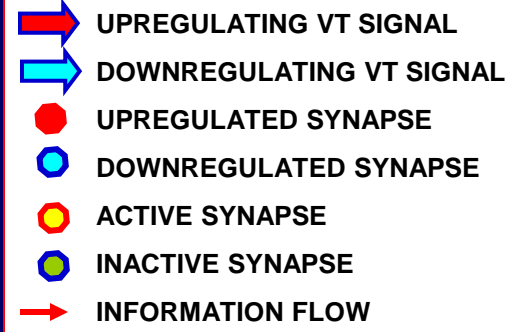 UPREGULATING VT SIGNAL
DOWNREGULATING VT SIGNAL
UPREGULATED SYNAPSE
DOWNREGULATED SYNAPSE
ACTIVE SYNAPSE
INACTIVE SYNAPSE
INFORMATION FLOW